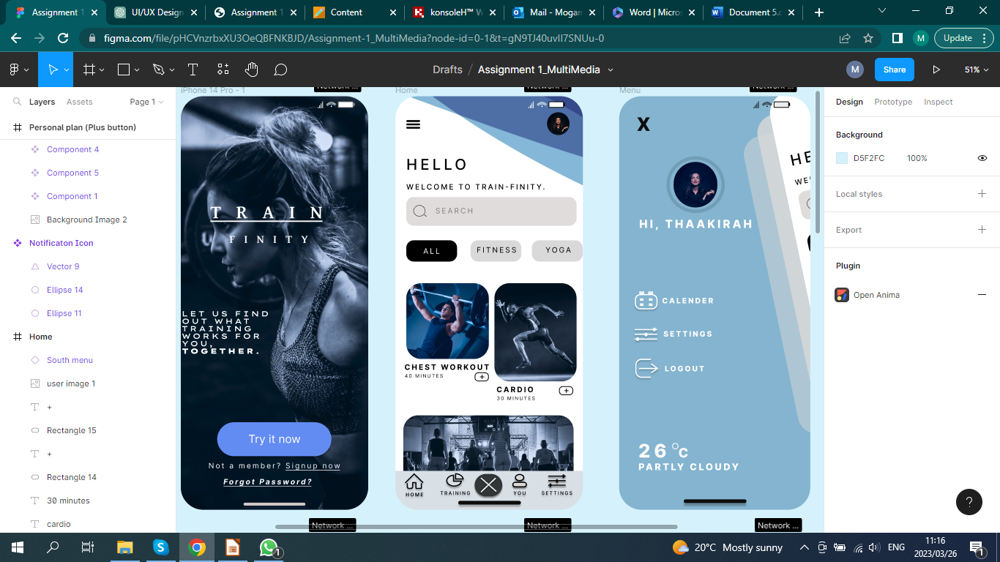 Assignment 1
UI/UX Design
Assignment 1
Content
konsoleH™ W
Mail - Mogam
Word | Micros
Document 5.d
figma.com/file/pHCVnzrbxXU3OeQBFNKBJD/Assignment-1_MultiMedia?node-id=0-1&t=gN9TJ40uvII7SNUu-0
M
Update
Drafts / Assignment 1_MultiMedia
M
Share
51%
Layers
Assets
Page 1
Personal plan (Plus button)
Component 4
Component 5
Component 1
Background Image 2
Notificaton Icon
Vector 9
Ellipse 14
Ellipse 11
Home
South menu
user image 1
+
Rectangle 15
+
Rectangle 14
30 minutes
cardio
iPhone 14 Pro - 1
Network ...
TRAIN
FINITY
LET US FIND
OUT WHAT
TRAINING
WORKS FOR
YOU,
TOGETHER.
Try it now
Not a member? Signup now
Forgot Password?
Network ...
Home
Network ...
HELLO
WELCOME TO TRAIN-FINITY.
SEARCH
ALL
FITNESS
YOGA
CHEST WORKOUT
40 MINUTES
+
CARDIO
30 MINUTES
+
HOME
TRAINING
YOU
SETTINGS
Network ...
Menu
Network ...
X
HE
WEL
HI, THAAKIRAH
CALENDER
SETTINGS
LOGOUT
26 °C
PARTLY CLOUDY
Network ...
Design
Prototype
Inspect
Background
D5F2FC
100%
Local styles
Export
Plugin
Open Anima
?
1
20°C Mostly sunny
ENG
11:16
2023/03/26
1